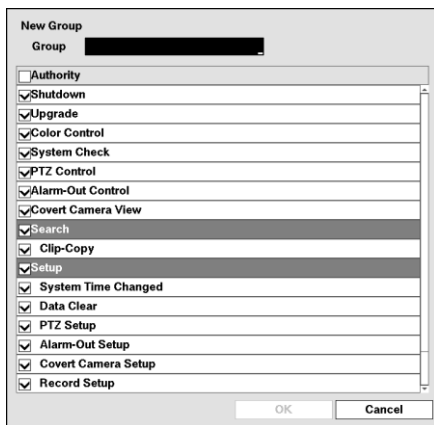 New Group
Group
Authority
Shutdown
Upgrade
Color Control
System Check
PTZ Control
Alarm-Out Control
Covert Camera View
Search
Clip-Copy
Setup
System Time Changed
Data Clear
PTZ Setup
Alarm-Out Setup
Covert Camera Setup
Record Setup
OK Cancel